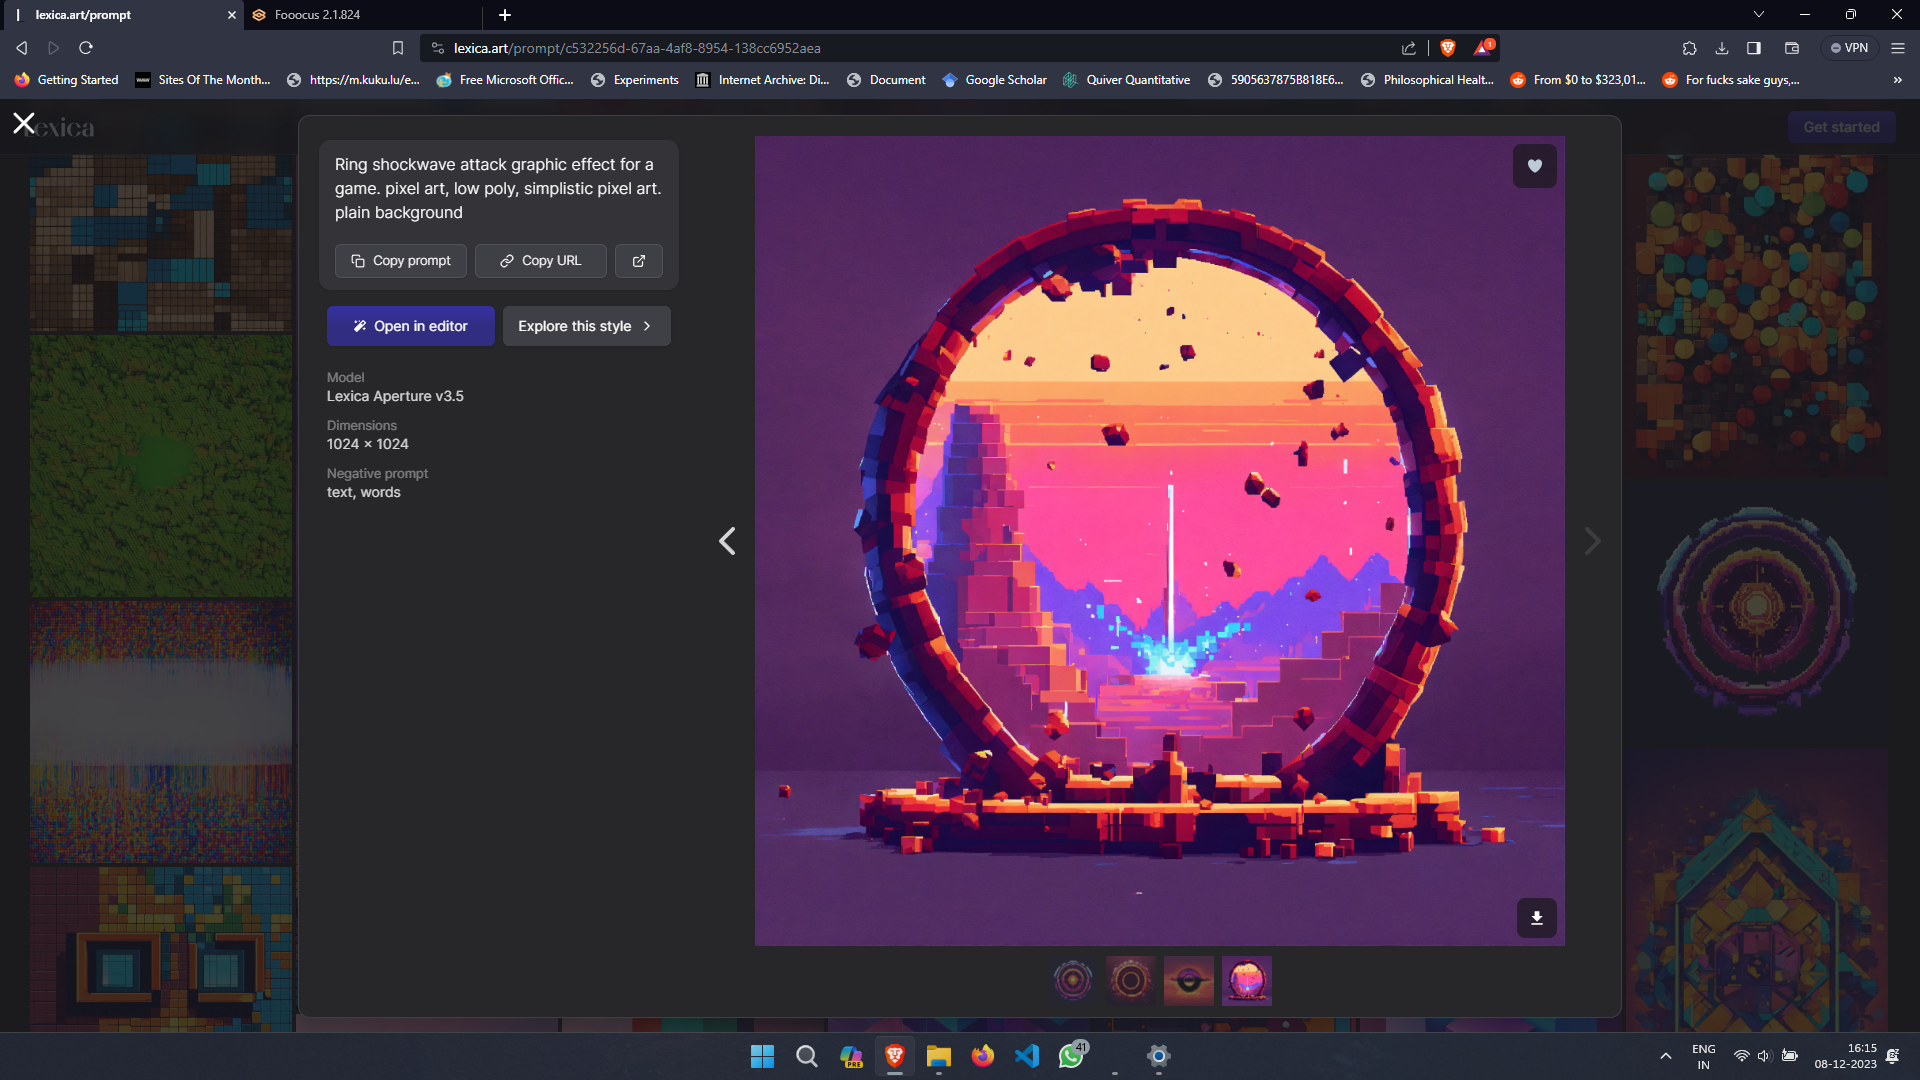 lexica.art/prompt
Fooocus 2.1.824
lexica.art/prompt/c532256d-67aa-4af8-8954-138cc6952aea
1
VPN
Getting Started
Sites Of The Month...
https://m.kuku.lu/e...
Free Microsoft Offic...
Experiments
Internet Archive: Di...
Document
Google Scholar
Quiver Quantitative
5905637875B818E6...
Philosophical Healt...
From $0 to $323,01...
For fucks sake guys,...
Lexica
Get started
Ring shockwave attack graphic effect for a
game. pixel art, low poly, simplistic pixel art.
plain background
Copy prompt
Copy URL
Open in editor
Explore this style
Model
Lexica Aperture v3.5
Dimensions
1024 × 1024
Negative prompt
text, words
PRE
41
ENG
IN
16:15
08-12-2023